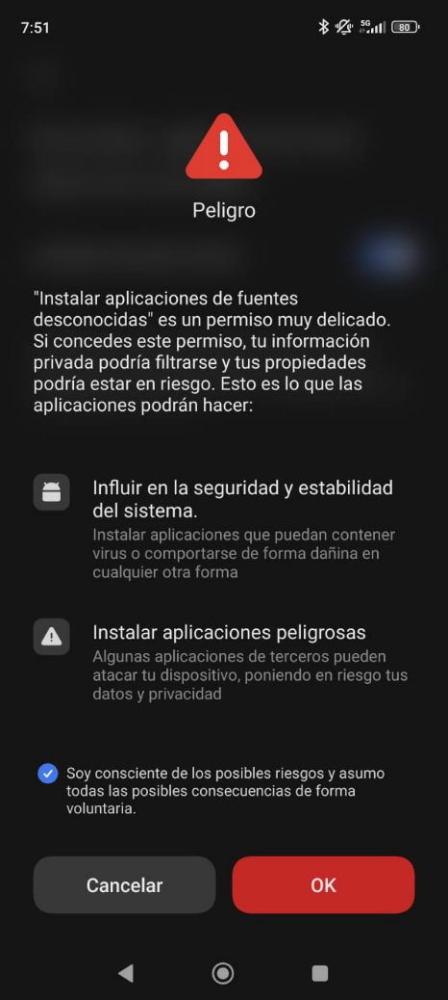 7:51
5G
80
Peligro
"Instalar aplicaciones de fuentes
desconocidas" es un permiso muy delicado.
Si concedes este permiso, tu información
privada podría filtrarse y tus propiedades
podría estar en riesgo. Esto es lo que las
aplicaciones podrán hacer:
Influir en la seguridad y estabilidad
del sistema.
Instalar aplicaciones que puedan contener
virus o comportarse de forma dañina en
cualquier otra forma
Instalar aplicaciones peligrosas
Algunas aplicaciones de terceros pueden
atacar tu dispositivo, poniendo en riesgo tus
datos y privacidad
Soy consciente de los posibles riesgos y asumo
todas las posibles consecuencias de forma
voluntaria.
Cancelar
OK